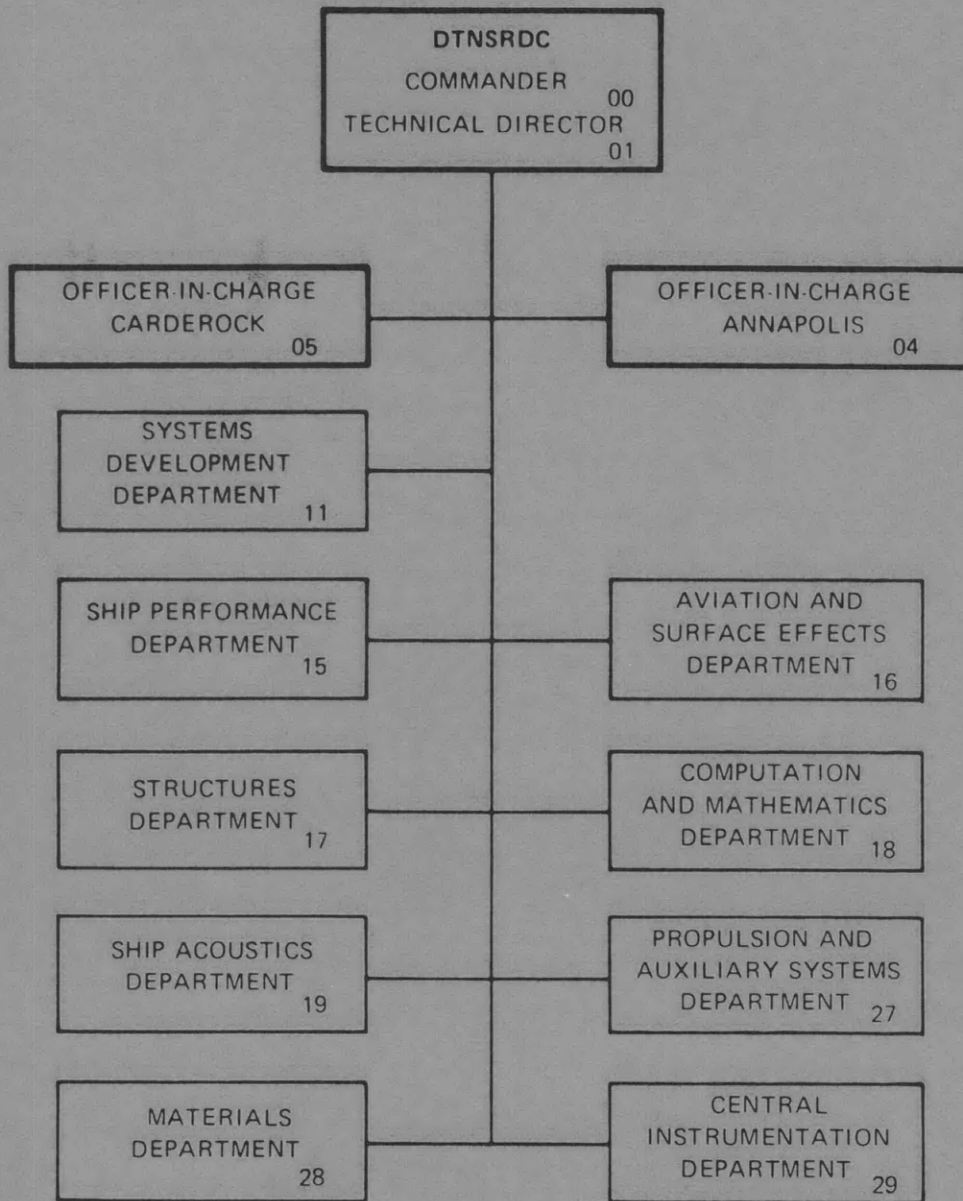 DTNSRDC
COMMANDER
00
TECHNICAL DIRECTOR
01
OFFICER-IN-CHARGE
CARDEROCK
05
OFFICER-IN-CHARGE
ANNAPOLIS
04
SYSTEMS
DEVELOPMENT
DEPARTMENT
11
SHIP PERFORMANCE
DEPARTMENT
15
AVIATION AND
SURFACE EFFECTS
DEPARTMENT
16
STRUCTURES
DEPARTMENT
17
COMPUTATION
AND MATHEMATICS
DEPARTMENT
18
SHIP ACOUSTICS
DEPARTMENT
19
PROPULSION AND
AUXILIARY SYSTEMS
DEPARTMENT
27
MATERIALS
DEPARTMENT
28
CENTRAL
INSTRUMENTATION
DEPARTMENT
29